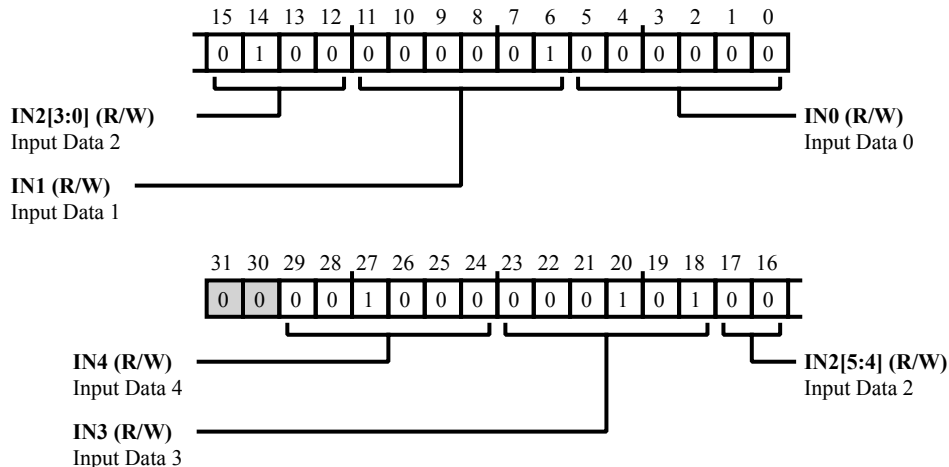 15 14 13 12 11 10 9 8 7 6 5 4 3 2 1 0
0 1 0 0 0 0 0 0 0 1 0 0 0 0 0 0
IN2[3:0] (R/W)
Input Data 2
IN0 (R/W)
Input Data 0
IN1 (R/W)
Input Data 1
31 30 29 28 27 26 25 24 23 22 21 20 19 18 17 16
0 0 0 0 1 0 0 0 0 0 0 1 0 1 0 0
IN4 (R/W)
Input Data 4
IN2[5:4] (R/W)
Input Data 2
IN3 (R/W)
Input Data 3